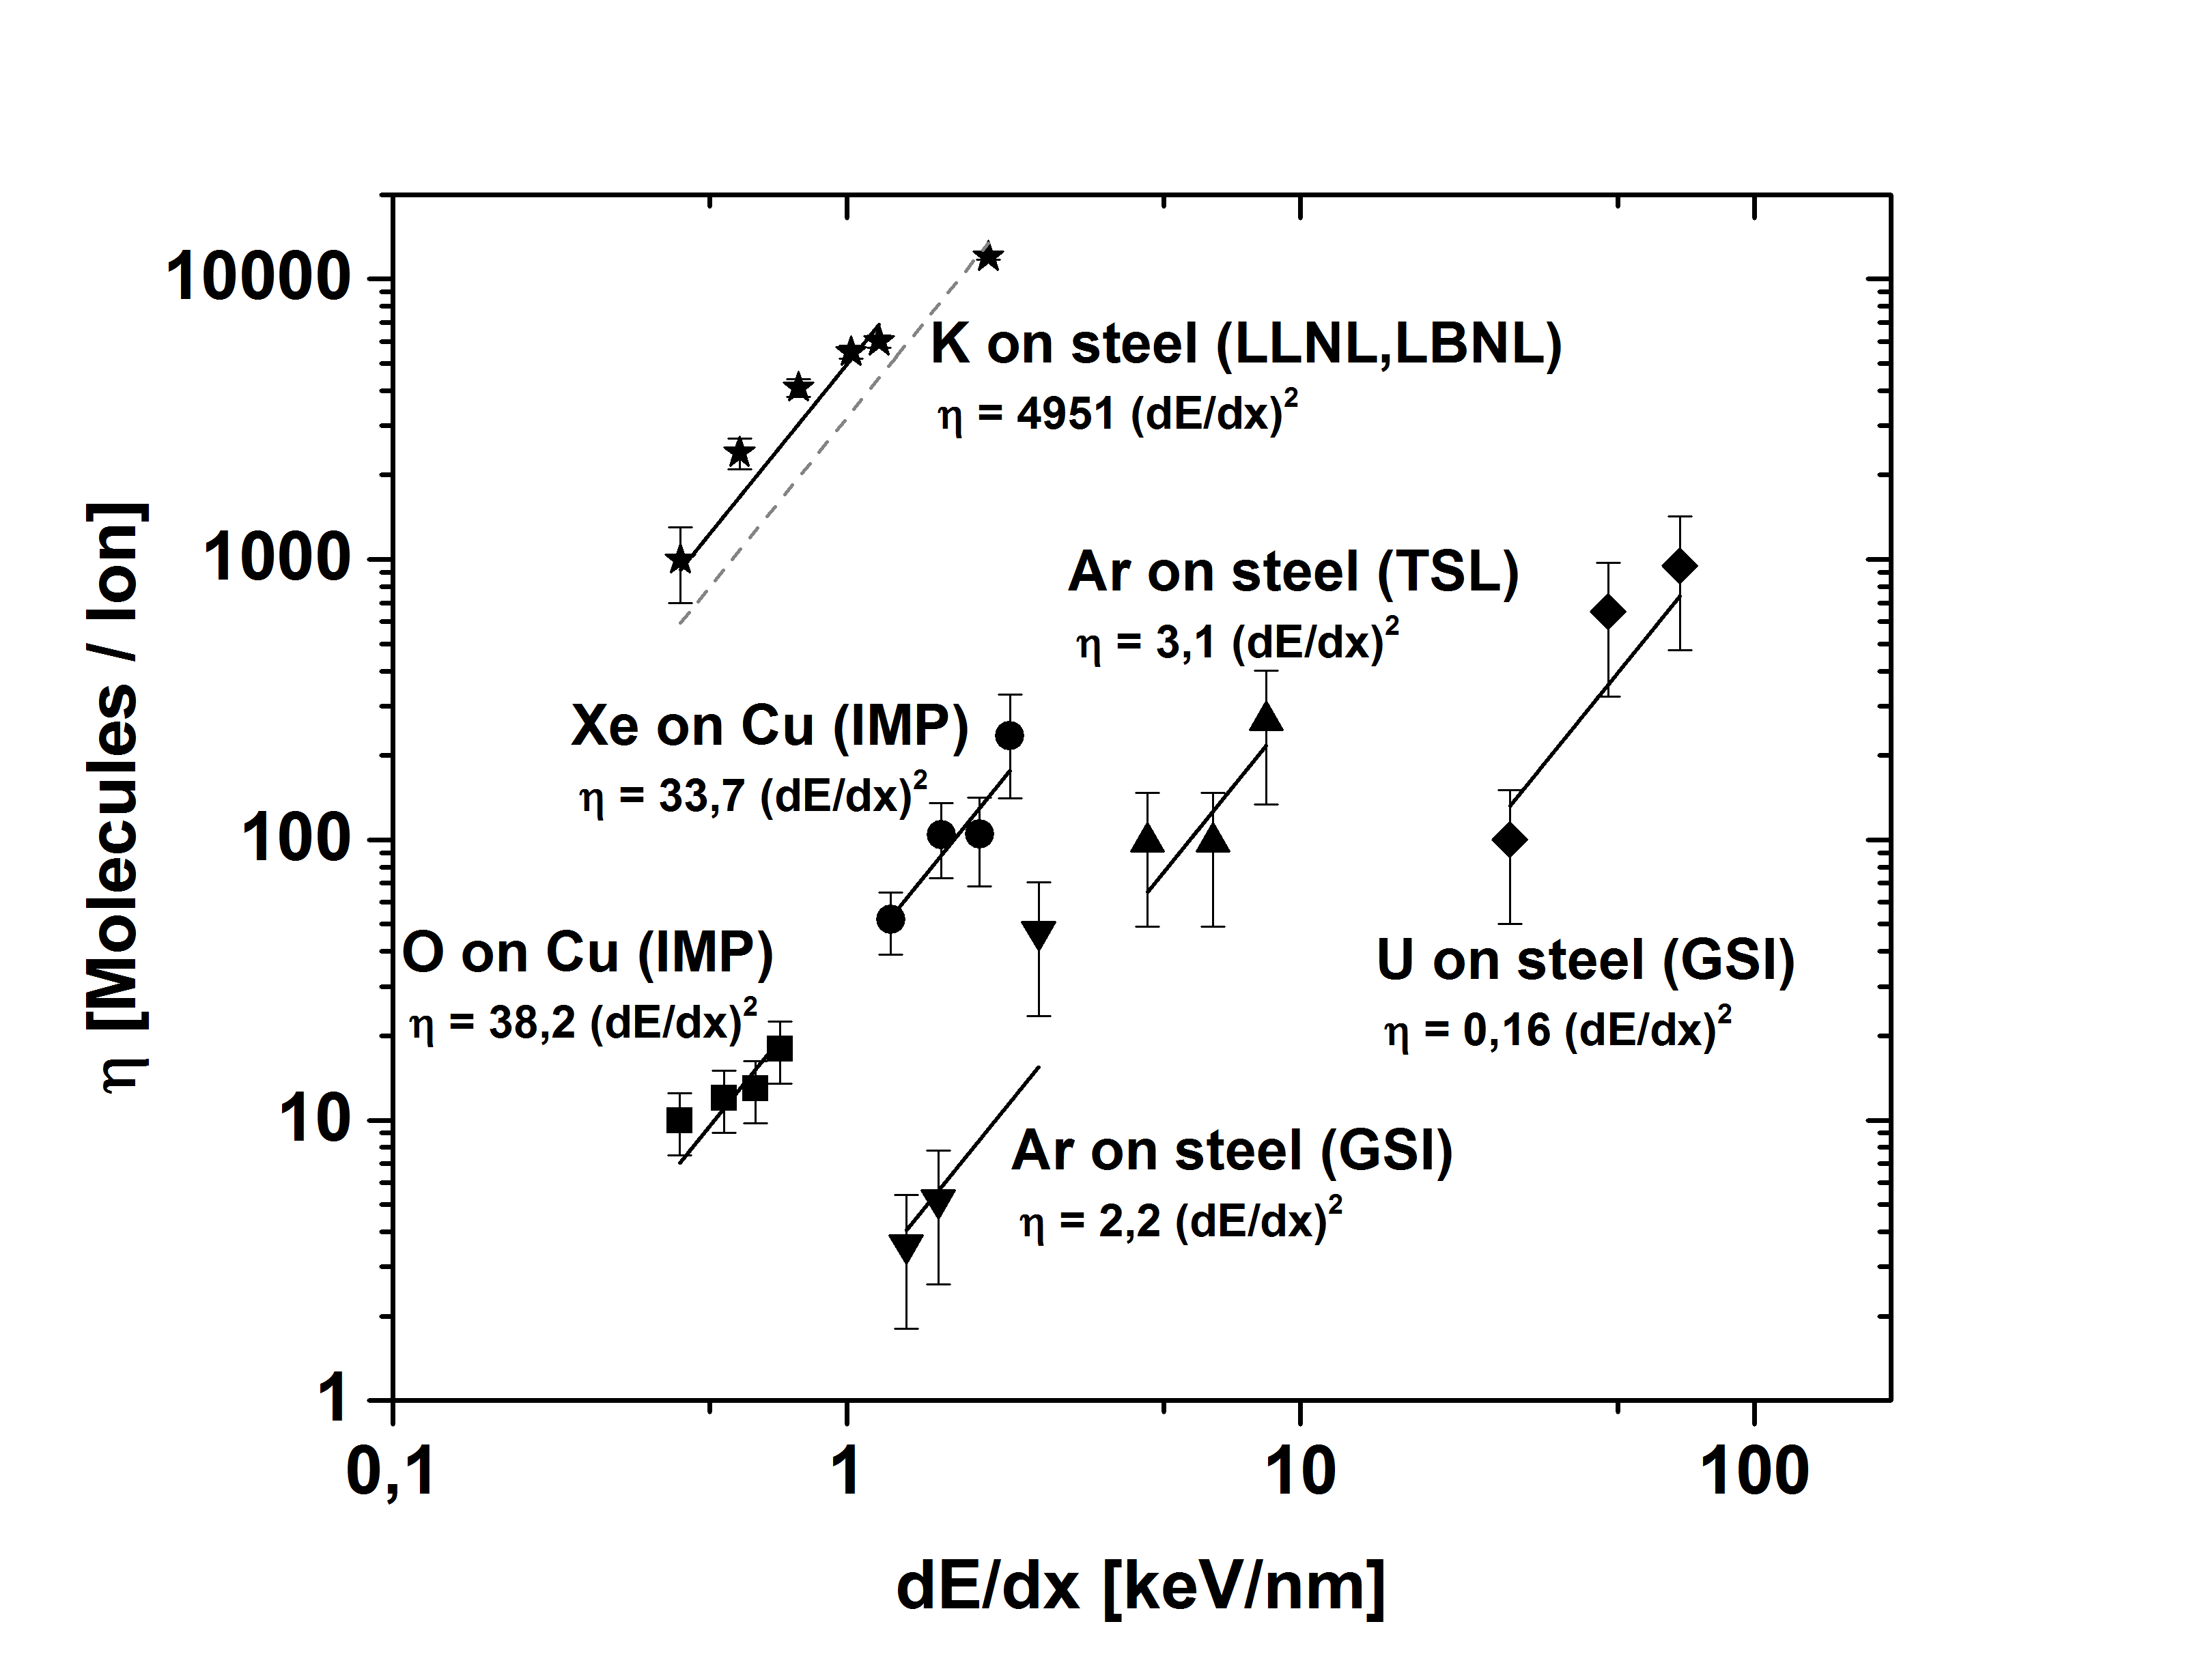 10000
1000
100
10
1
η [Molecules / Ion]
K on steel (LLNL,LBNL)
η = 4951 (dE/dx)²
Ar on steel (TSL)
η = 3,1 (dE/dx)²
Xe on Cu (IMP)
η = 33,7 (dE/dx)²
O on Cu (IMP)
η = 38,2 (dE/dx)²
U on steel (GSI)
η = 0,16 (dE/dx)²
Ar on steel (GSI)
η = 2,2 (dE/dx)²
0,1 1 10 100
dE/dx [keV/nm]